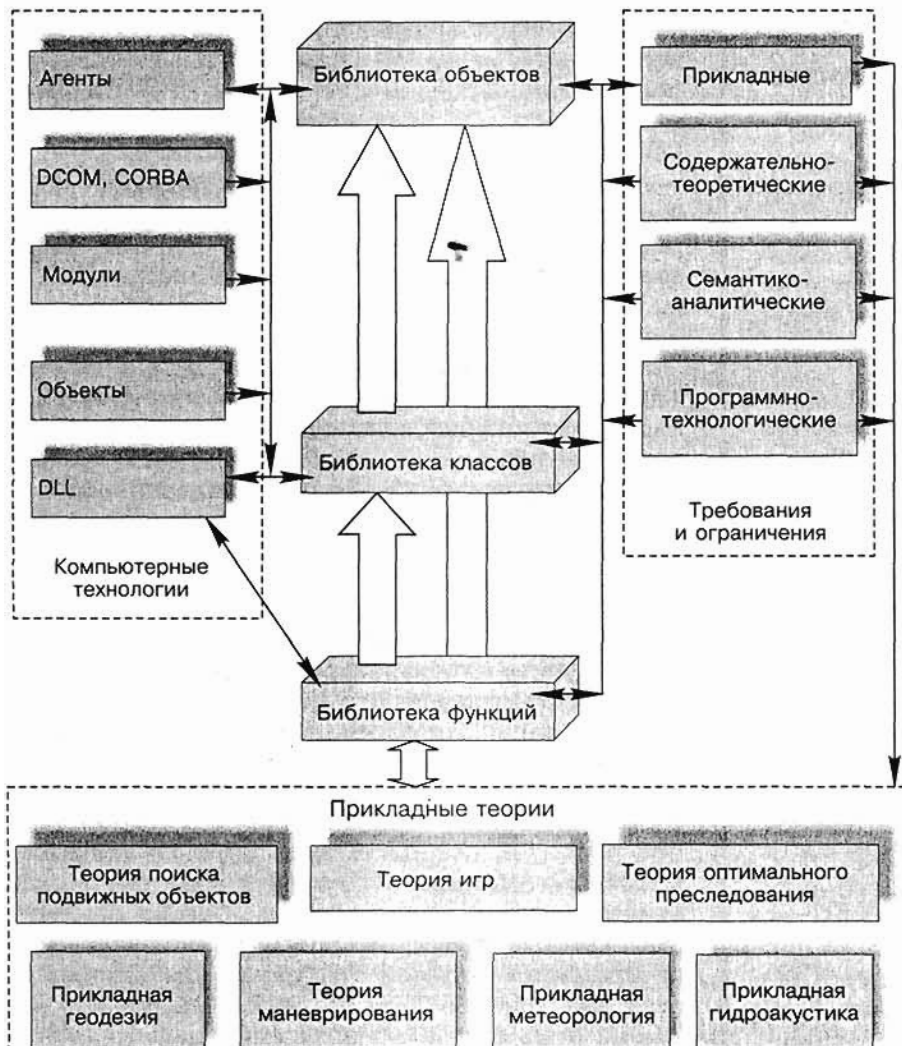 Агенты
DCOM, CORBA
Модули
Объекты
DLL
Компьютерные
технологии
Библиотека объектов
Библиотека классов
Библиотека функций
Прикладные
Содержательно-
теоретические
Семантико-
аналитические
Программно-
технологические
Требования
и ограничения
Прикладные теории
Теория поиска
подвижных объектов
Теория игр
Теория оптимального
преследования
Прикладная
геодезия
Теория
маневрирования
Прикладная
метеорология
Прикладная
гидроакустика